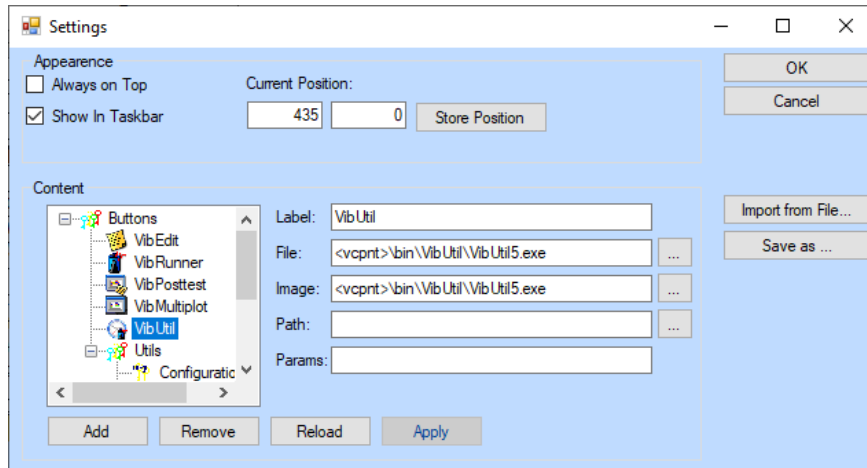 Settings
Appearence
Always on Top
Current Position:
Show In Taskbar
435
0
Store Position
OK
Cancel
Content
Buttons
VibEdit
VibRunner
VibPosttest
VibMultiplot
VibUtil
Utils
Configuratic
Label:
VibUtil
File:
<vcpnt>\bin\VibUtil\VibUtil5.exe
...
Image:
<vcpnt>\bin\VibUtil\VibUtil5.exe
...
Path:
...
Params:
Import from File...
Save as ...
Add
Remove
Reload
Apply